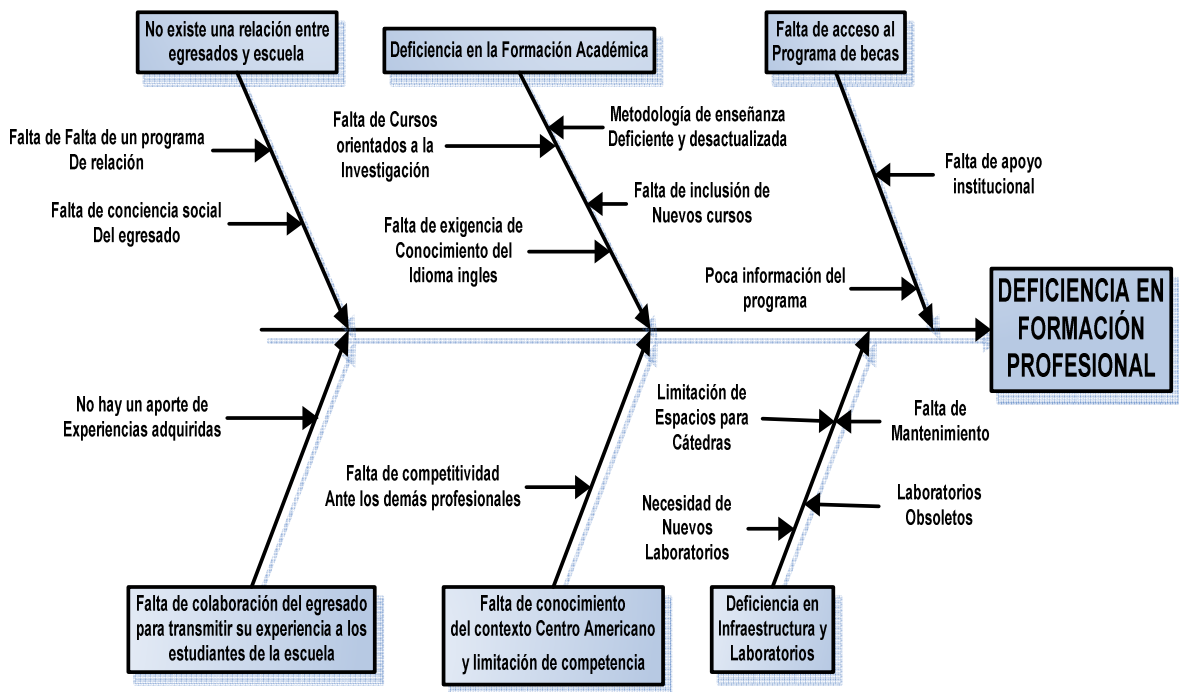 No existe una relación entre
egresados y escuela
Deficiencia en la Formación Académica
Falta de acceso al
Programa de becas
Falta de Falta de un programa
De relación
Falta de conciencia social
Del egresado
Falta de Cursos
orientados a la
Investigación
Metodología de enseñanza
Deficiente y desactualizada
Falta de inclusión de
Nuevos cursos
Falta de exigencia de
Conocimiento del
Idioma ingles
Falta de apoyo
institucional
Poca información del
programa
DEFICIENCIA EN
FORMACIÓN
PROFESIONAL
No hay un aporte de
Experiencias adquiridas
Falta de competitividad
Ante los demás profesionales
Limitación de
Espacios para
Cátedras
Falta de
Mantenimiento
Necesidad de
Nuevos
Laboratorios
Laboratorios
Obsoletos
Falta de colaboración del egresado
para transmitir su experiencia a los
estudiantes de la escuela
Falta de conocimiento
del contexto Centro Americano
y limitación de competencia
Deficiencia en
Infraestructura y
Laboratorios